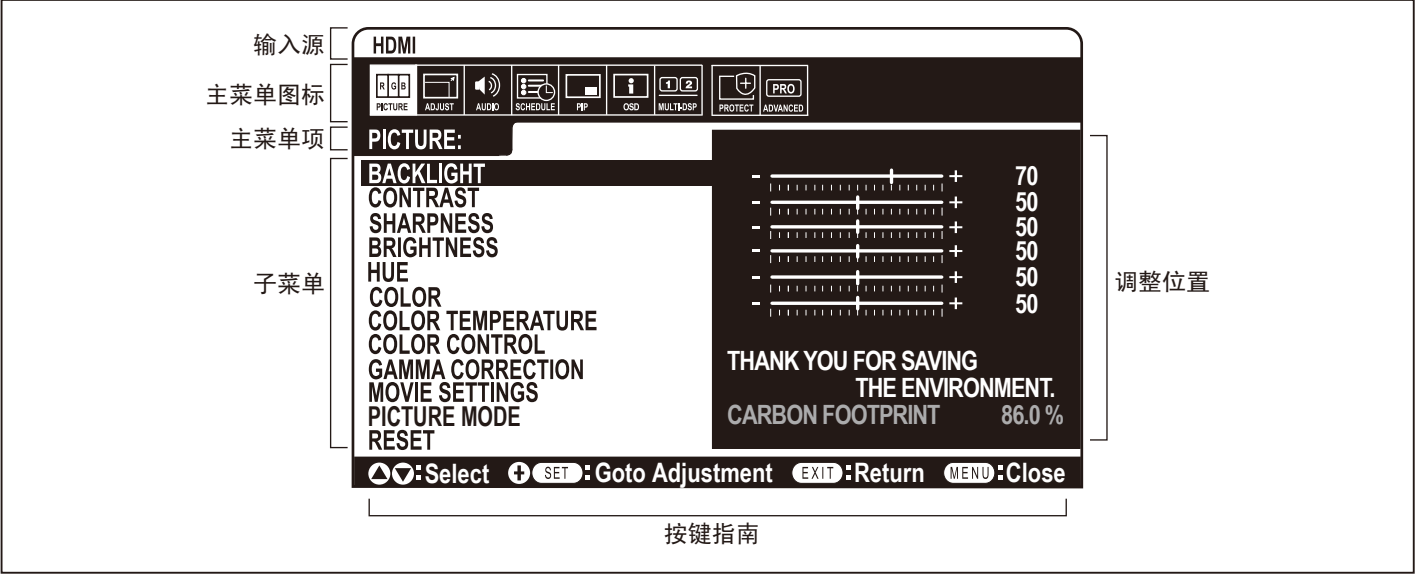 输入源
HDMI
主菜单图标
R G B
PICTURE
ADJUST
AUDIO
SCHEDULE
PIP
i
OSD
1 2
MULTI-DSP
PROTECT
PRO
ADVANCED
主菜单项
PICTURE:
子菜单
BACKLIGHT - + 70
CONTRAST - + 50
SHARPNESS - + 50
BRIGHTNESS - + 50
HUE - + 50
COLOR - + 50
COLOR TEMPERATURE
COLOR CONTROL
GAMMA CORRECTION
MOVIE SETTINGS
PICTURE MODE
RESET
THANK YOU FOR SAVING
THE ENVIRONMENT.
CARBON FOOTPRINT 86.0 %
调整位置
:Select + SET :Goto Adjustment EXIT:Return MENU:Close
按键指南